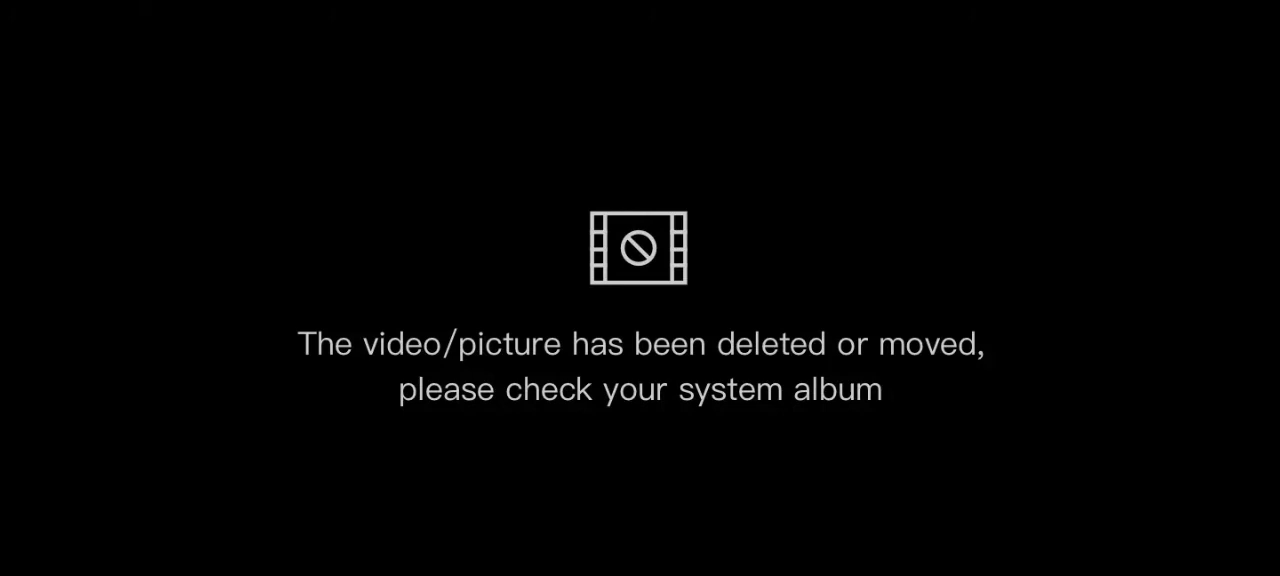 The video/picture has been deleted or moved,
please check your system album